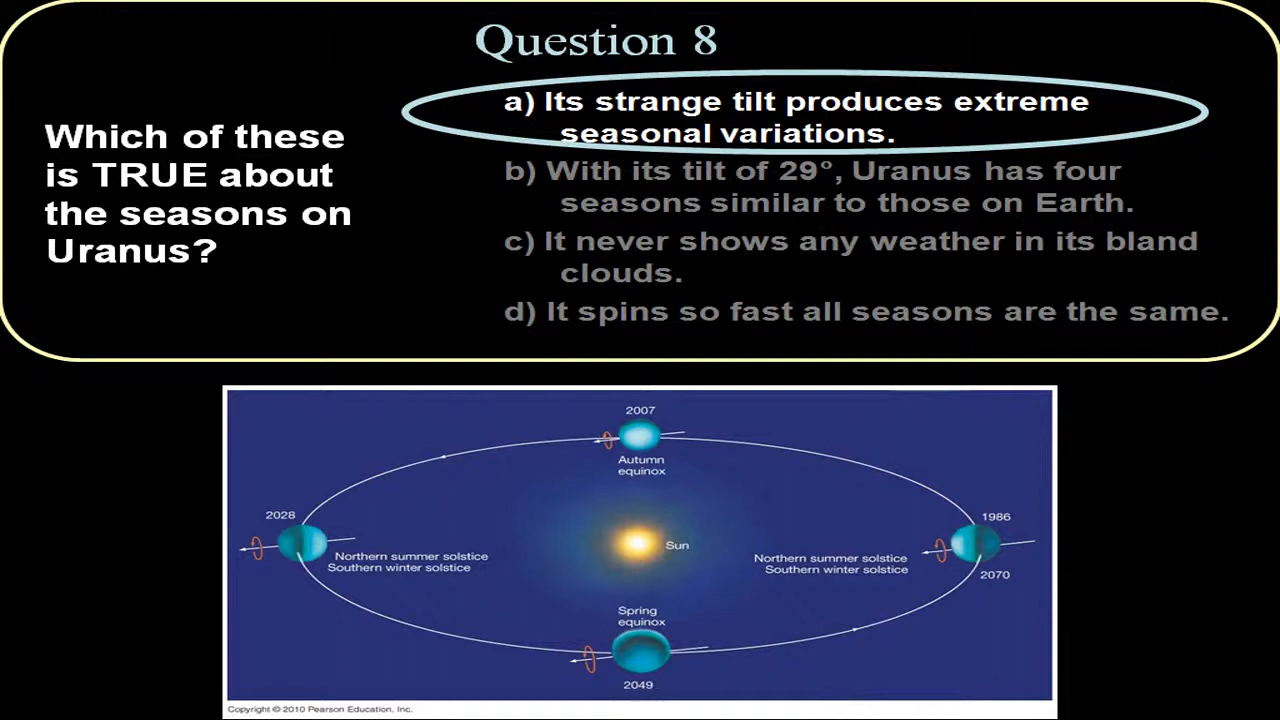 Question 8
Which of these
is TRUE about
the seasons on
Uranus?
a) Its strange tilt produces extreme
seasonal variations.
b) With its tilt of 29°, Uranus has four
seasons similar to those on Earth.
c) It never shows any weather in its bland
clouds.
d) It spins so fast all seasons are the same.
2007
Autumn
equinox
2028
Northern summer solstice
Southern winter solstice
Sun
1986
Northern summer solstice
Southern winter solstice
2070
Spring
equinox
2049
Copyright © 2010 Pearson Education, Inc.